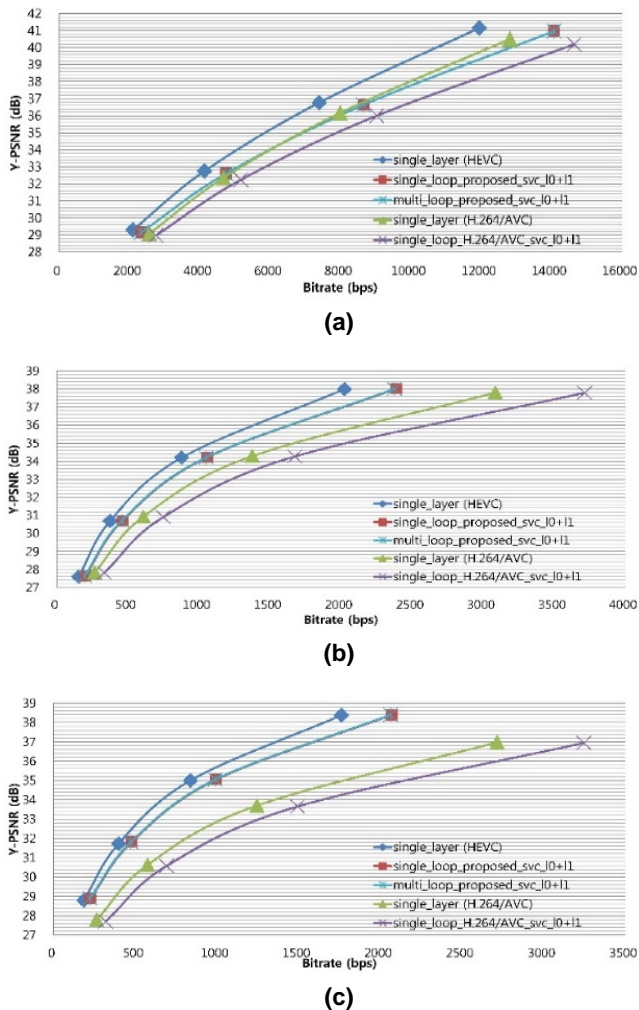 41
40
39
38
37
36
35
34
33
32
31
30
29
28
Y-PSNR (dB)
single_layer (HEVC)
single_loop_proposed_svc_l0+l1
multi_loop_proposed_svc_l0+l1
single_layer (H.264/AVC)
single_loop_H.264/AVC_svc_l0+l1
0 2000 4000 6000 8000 10000 12000 14000 16000
Bitrate (bps)
(a)
39
38
37
36
35
34
33
32
31
30
29
28
27
Y-PSNR (dB)
single_layer (HEVC)
single_loop_proposed_svc_l0+l1
multi_loop_proposed_svc_l0+l1
single_layer (H.264/AVC)
single_loop_H.264/AVC_svc_l0+l1
0 500 1000 1500 2000 2500 3000 3500 4000
Bitrate (bps)
(b)
39
38
37
36
35
34
33
32
31
30
29
28
27
Y-PSNR (dB)
single_layer (HEVC)
single_loop_proposed_svc_l0+l1
multi_loop_proposed_svc_l0+l1
single_layer (H.264/AVC)
single_loop_H.264/AVC_svc_l0+l1
0 500 1000 1500 2000 2500 3000 3500
Bitrate (bps)
(c)